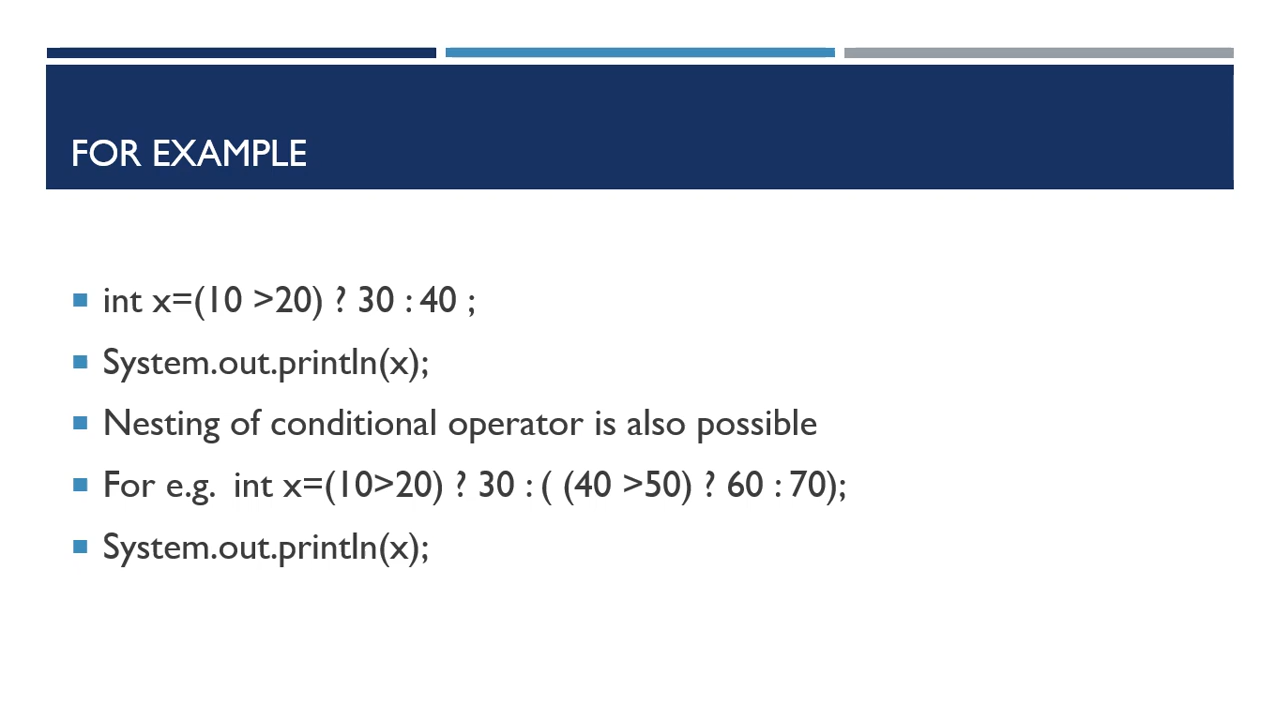 FOR EXAMPLE
int x=(10 >20) ? 30 : 40 ;
System.out.println(x);
Nesting of conditional operator is also possible
For e.g.  int x=(10>20) ? 30 : ( (40 >50) ? 60 : 70);
System.out.println(x);